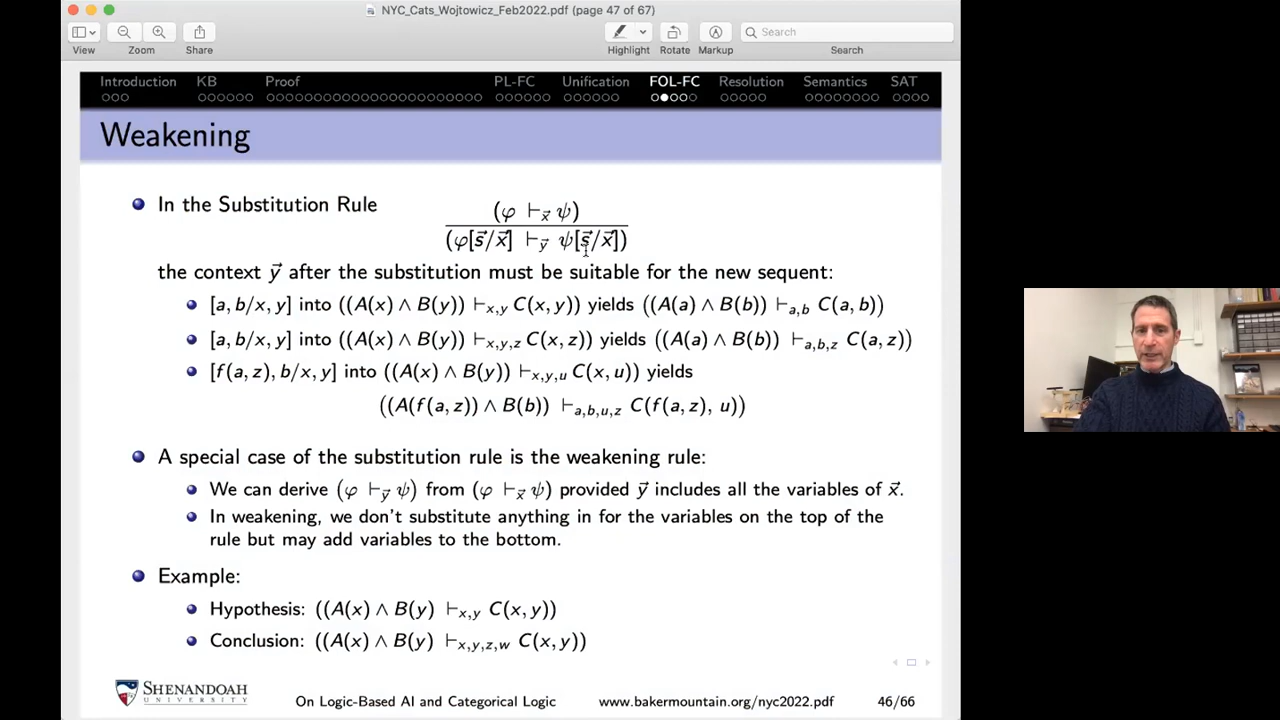 NYC_Cats_Wojtowicz_Feb2022.pdf (page 47 of 67)
Search
View Zoom Share Highlight Rotate Markup Search
Introduction KB Proof PL-FC Unification FOL-FC Resolution Semantics SAT
Weakening
In the Substitution Rule
(φ ⊢x⃗ ψ)
(φ[s⃗/x⃗] ⊢y⃗ ψ[s⃗/x⃗])
the context y⃗ after the substitution must be suitable for the new sequent:
[a, b/x, y] into ((A(x) ∧ B(y)) ⊢x,y C(x, y)) yields ((A(a) ∧ B(b)) ⊢a,b C(a, b))
[a, b/x, y] into ((A(x) ∧ B(y)) ⊢x,y,z C(x, z)) yields ((A(a) ∧ B(b)) ⊢a,b,z C(a, z))
[f(a, z), b/x, y] into ((A(x) ∧ B(y)) ⊢x,y,u C(x, u)) yields
((A(f(a, z)) ∧ B(b)) ⊢a,b,u,z C(f(a, z), u))
A special case of the substitution rule is the weakening rule:
We can derive (φ ⊢y⃗ ψ) from (φ ⊢x⃗ ψ) provided y⃗ includes all the variables of x⃗.
In weakening, we don't substitute anything in for the variables on the top of the
rule but may add variables to the bottom.
Example:
Hypothesis: ((A(x) ∧ B(y) ⊢x,y C(x, y))
Conclusion: ((A(x) ∧ B(y) ⊢x,y,z,w C(x, y))
SHENANDOAH
UNIVERSITY
On Logic-Based AI and Categorical Logic www.bakermountain.org/nyc2022.pdf 46/66